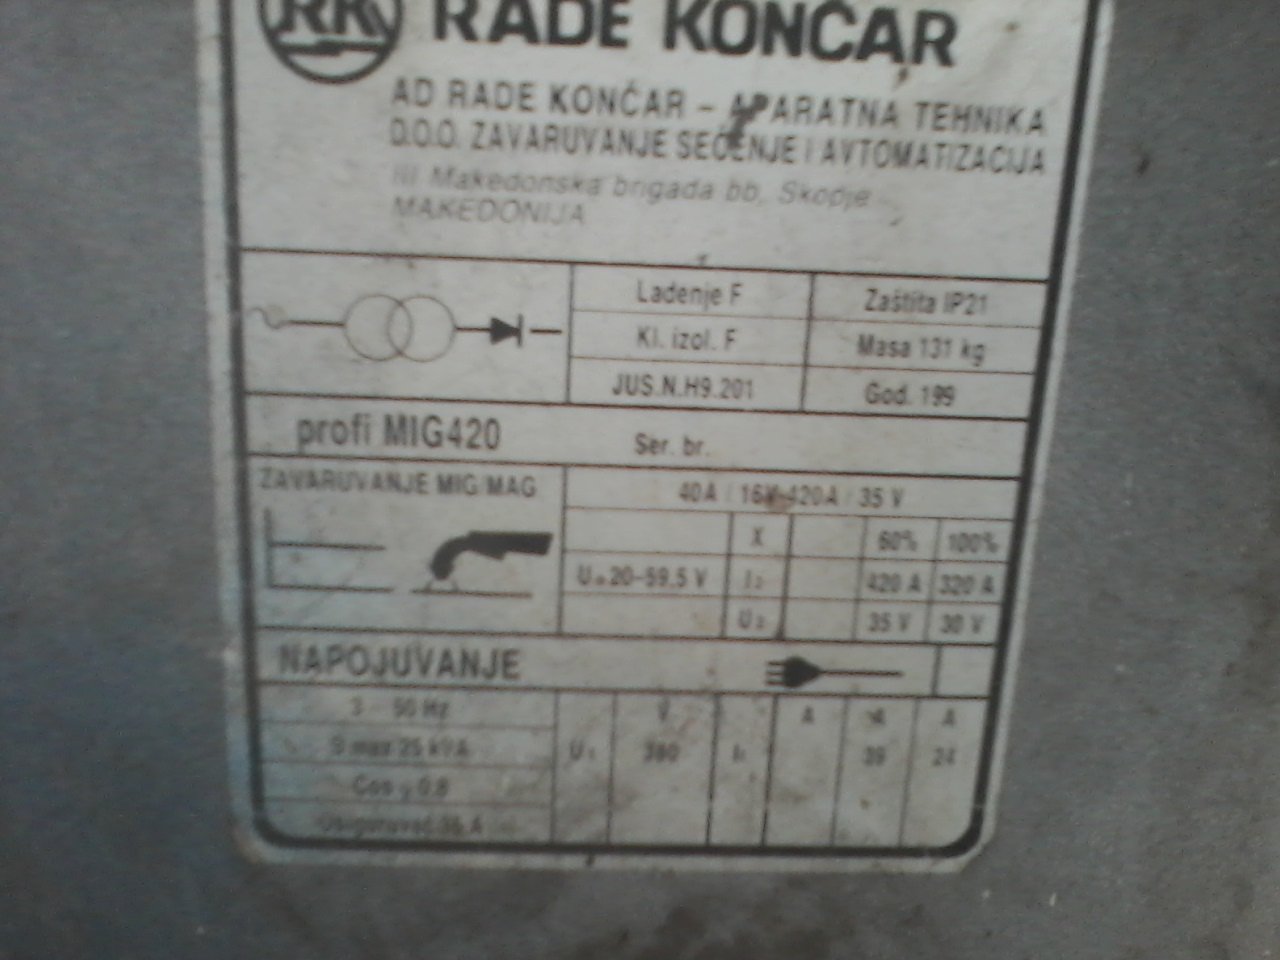 RK RADE KONČAR
AD RADE KONČAR - APARATNA TEHNIKA
D.O.O. ZAVARUVANJE SEČENJE I AVTOMATIZACIJA
III Makedonska brigada bb, Skopje
MAKEDONIJA
Ladenje F Zaštita IP21
Kl. izol. F Masa 131 kg
JUS.N.H9.201 God. 199
profi MIG420 Ser. br.
ZAVARUVANJE MIG/MAG 40A / 16V-420A / 35 V
X 60% 100%
U₀ 20-59.5 V I₂ 420 A 320 A
U₂ 35 V 30 V
NAPOJUVANJE
3 50 Hz V A A A
S max 25 kVA U₁ 380 I₁ 39 24
Cos φ 0.8
A